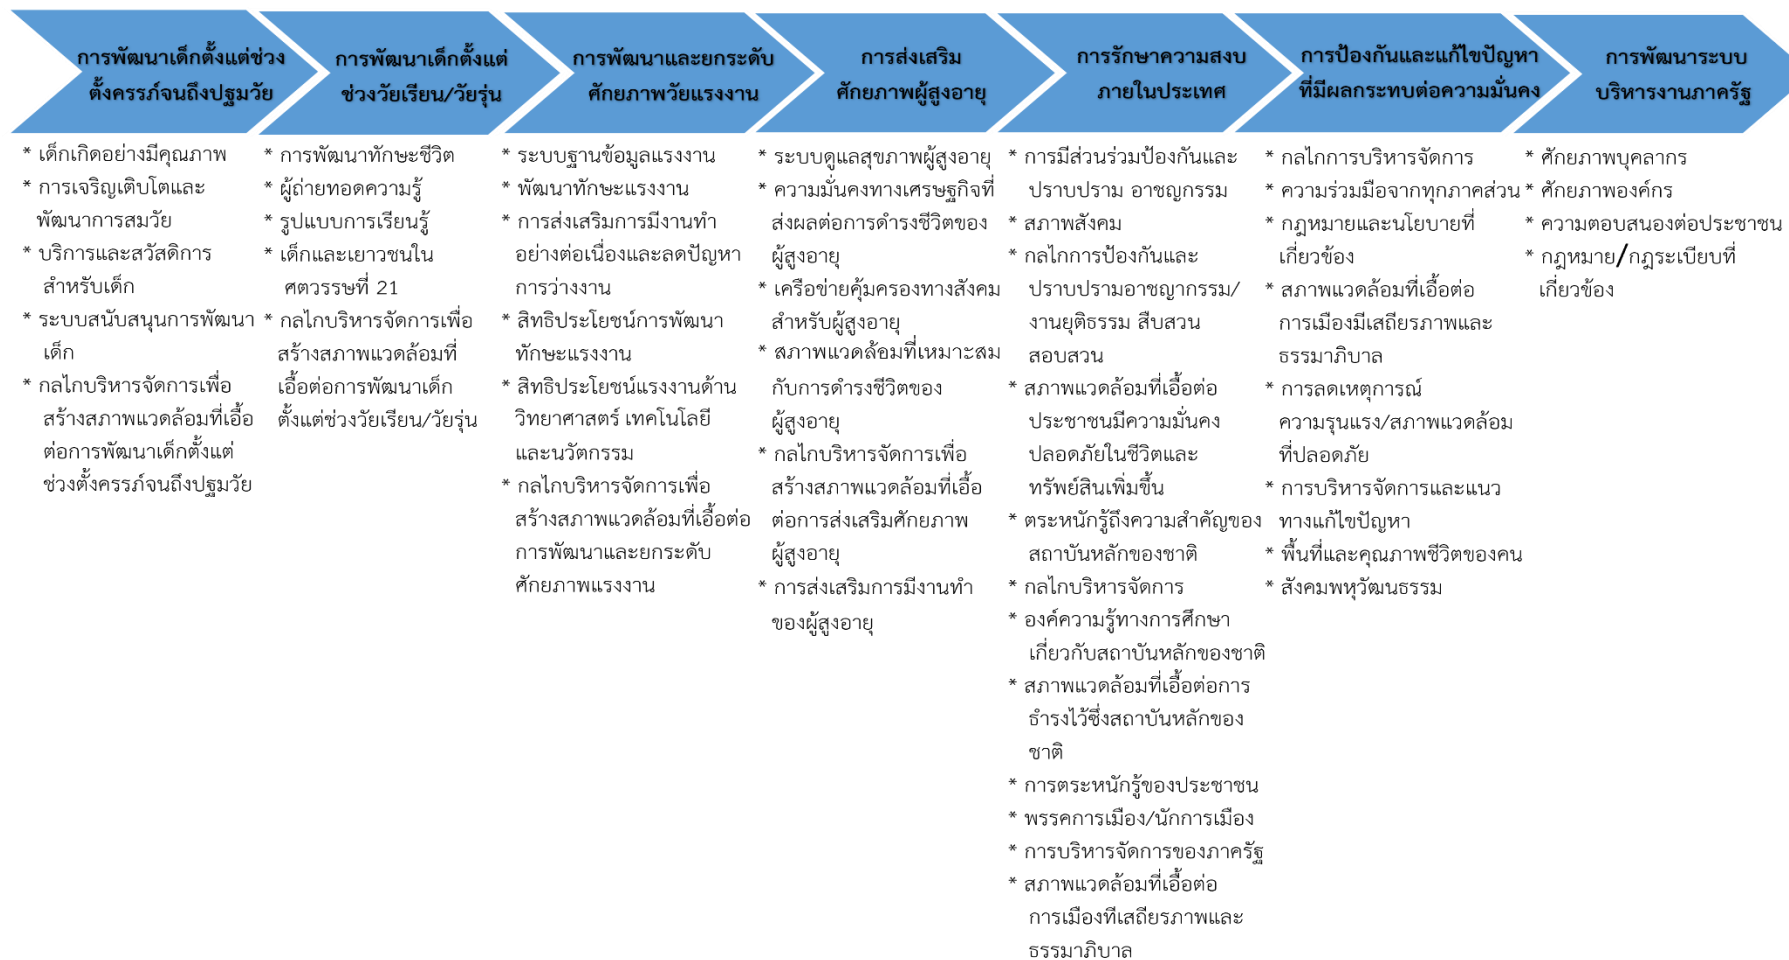 การพัฒนาเด็กตั้งแต่ช่วง
ตั้งครรภ์จนถึงปฐมวัย
* เด็กเกิดอย่างมีคุณภาพ
* การเจริญเติบโตและ
พัฒนาการสมวัย
* บริการและสวัสดิการ
สำหรับเด็ก
* ระบบสนับสนุนการพัฒนา
เด็ก
* กลไกบริหารจัดการเพื่อ
สร้างสภาพแวดล้อมที่เอื้อ
ต่อการพัฒนาเด็กตั้งแต่
ช่วงตั้งครรภ์จนถึงปฐมวัย
การพัฒนาเด็กตั้งแต่
ช่วงวัยเรียน/วัยรุ่น
* การพัฒนาทักษะชีวิต
* ผู้ถ่ายทอดความรู้
* รูปแบบการเรียนรู้
* เด็กและเยาวชนใน
ศตวรรษที่ 21
* กลไกบริหารจัดการเพื่อ
สร้างสภาพแวดล้อมที่
เอื้อต่อการพัฒนาเด็ก
ตั้งแต่ช่วงวัยเรียน/วัยรุ่น
การพัฒนาและยกระดับ
ศักยภาพวัยแรงงาน
* ระบบฐานข้อมูลแรงงาน
* พัฒนาทักษะแรงงาน
* การส่งเสริมการมีงานทำ
อย่างต่อเนื่องและลดปัญหา
การว่างงาน
* สิทธิประโยชน์การพัฒนา
ทักษะแรงงาน
* สิทธิประโยชน์แรงงานด้าน
วิทยาศาสตร์ เทคโนโลยี
และนวัตกรรม
* กลไกบริหารจัดการเพื่อ
สร้างสภาพแวดล้อมที่เอื้อต่อ
การพัฒนาและยกระดับ
ศักยภาพแรงงาน
การส่งเสริม
ศักยภาพผู้สูงอายุ
* ระบบดูแลสุขภาพผู้สูงอายุ
* ความมั่นคงทางเศรษฐกิจที่
ส่งผลต่อการดำรงชีวิตของ
ผู้สูงอายุ
* เครือข่ายคุ้มครองทางสังคม
สำหรับผู้สูงอายุ
* สภาพแวดล้อมที่เหมาะสม
กับการดำรงชีวิตของ
ผู้สูงอายุ
* กลไกบริหารจัดการเพื่อ
สร้างสภาพแวดล้อมที่เอื้อ
ต่อการส่งเสริมศักยภาพ
ผู้สูงอายุ
* การส่งเสริมการมีงานทำ
ของผู้สูงอายุ
การรักษาความสงบ
ภายในประเทศ
* การมีส่วนร่วมป้องกันและ
ปราบปราม อาชญกรรม
* สภาพสังคม
* กลไกการป้องกันและ
ปราบปรามอาชญากรรม/
งานยุติธรรม สืบสวน
สอบสวน
* สภาพแวดล้อมที่เอื้อต่อ
ประชาชนมีความมั่นคง
ปลอดภัยในชีวิตและ
ทรัพย์สินเพิ่มขึ้น
* ตระหนักรู้ถึงความสำคัญของ
สถาบันหลักของชาติ
* กลไกบริหารจัดการ
* องค์ความรู้ทางการศึกษา
เกี่ยวกับสถาบันหลักของชาติ
* สภาพแวดล้อมที่เอื้อต่อการ
ธำรงไว้ซึ่งสถาบันหลักของ
ชาติ
* การตระหนักรู้ของประชาชน
* พรรคการเมือง/นักการเมือง
* การบริหารจัดการของภาครัฐ
* สภาพแวดล้อมที่เอื้อต่อ
การเมืองทีเสถียรภาพและ
ธรรมาภิบาล
การป้องกันและแก้ไขปัญหา
ที่มีผลกระทบต่อความมั่นคง
* กลไกการบริหารจัดการ
* ความร่วมมือจากทุกภาคส่วน
* กฎหมายและนโยบายที่
เกี่ยวข้อง
* สภาพแวดล้อมที่เอื้อต่อ
การเมืองมีเสถียรภาพและ
ธรรมาภิบาล
* การลดเหตุการณ์
ความรุนแรง/สภาพแวดล้อม
ที่ปลอดภัย
* การบริหารจัดการและแนว
ทางแก้ไขปัญหา
* พื้นที่และคุณภาพชีวิตของคน
* สังคมพหุวัฒนธรรม
การพัฒนาระบบ
บริหารงานภาครัฐ
* ศักยภาพบุคลากร
* ศักยภาพองค์กร
* ความตอบสนองต่อประชาชน
* กฎหมาย/กฎระเบียบที่
เกี่ยวข้อง